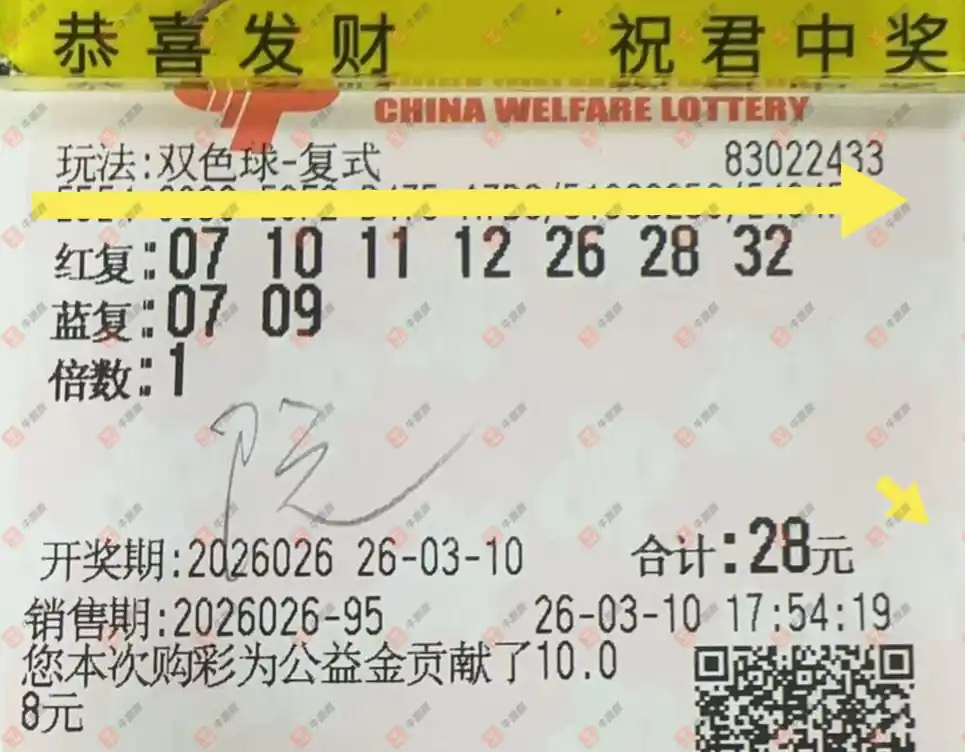 恭喜发财 祝君中奖
CHINA WELFARE LOTTERY
玩法:双色球-复式 83022433
红复:07 10 11 12 26 28 32
蓝复:07 09
倍数:1
开奖期:2026026 26-03-10 合计:28元
销售期:2026026-95 26-03-10 17:54:19
您本次购彩为公益金贡献了10.0
8元